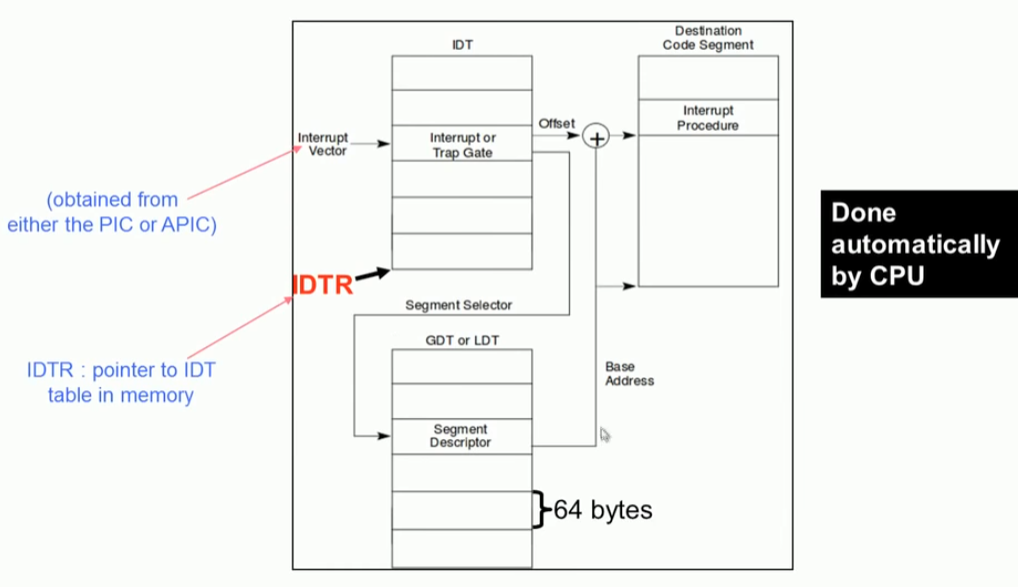 IDT
Destination
Code Segment
Offset
+
Interrupt
Procedure
Interrupt
Vector
Interrupt or
Trap Gate
(obtained from
either the PIC or APIC)
Done
automatically
by CPU
IDTR
Segment Selector
GDT or LDT
IDTR : pointer to IDT
table in memory
Base
Address
Segment
Descriptor
64 bytes